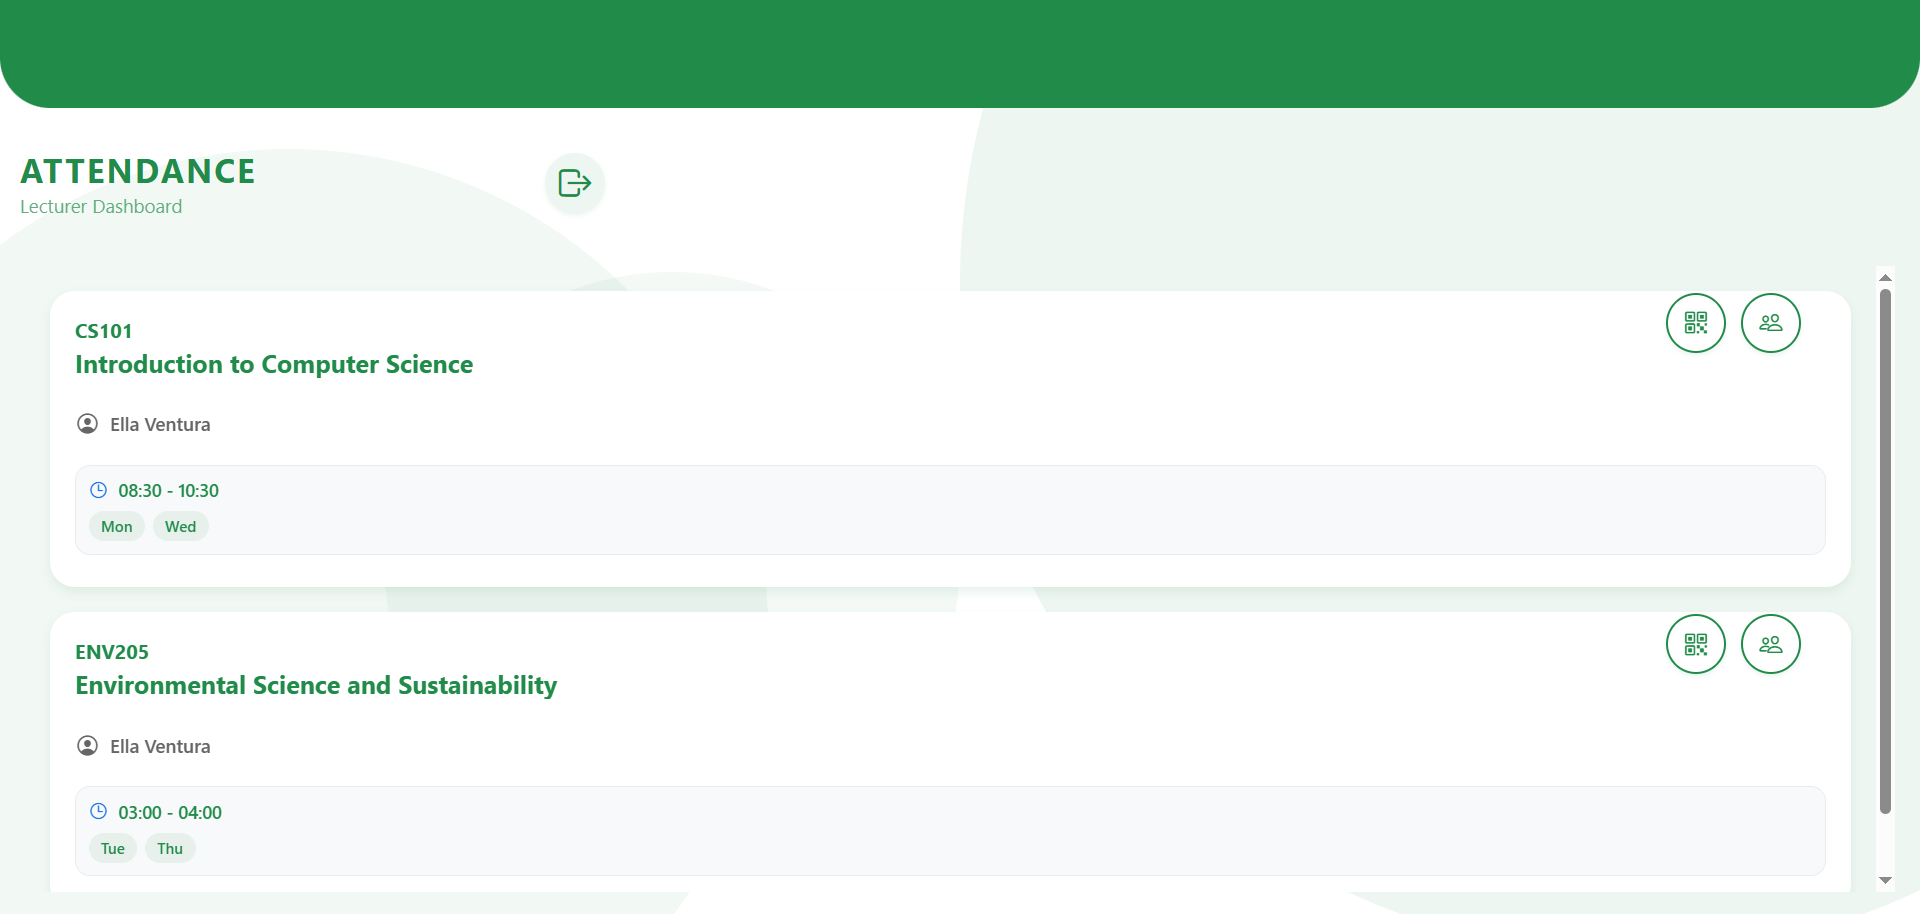 ATTENDANCE
Lecturer Dashboard
CS101
Introduction to Computer Science
Ella Ventura
08:30 - 10:30
Mon Wed
ENV205
Environmental Science and Sustainability
Ella Ventura
03:00 - 04:00
Tue Thu